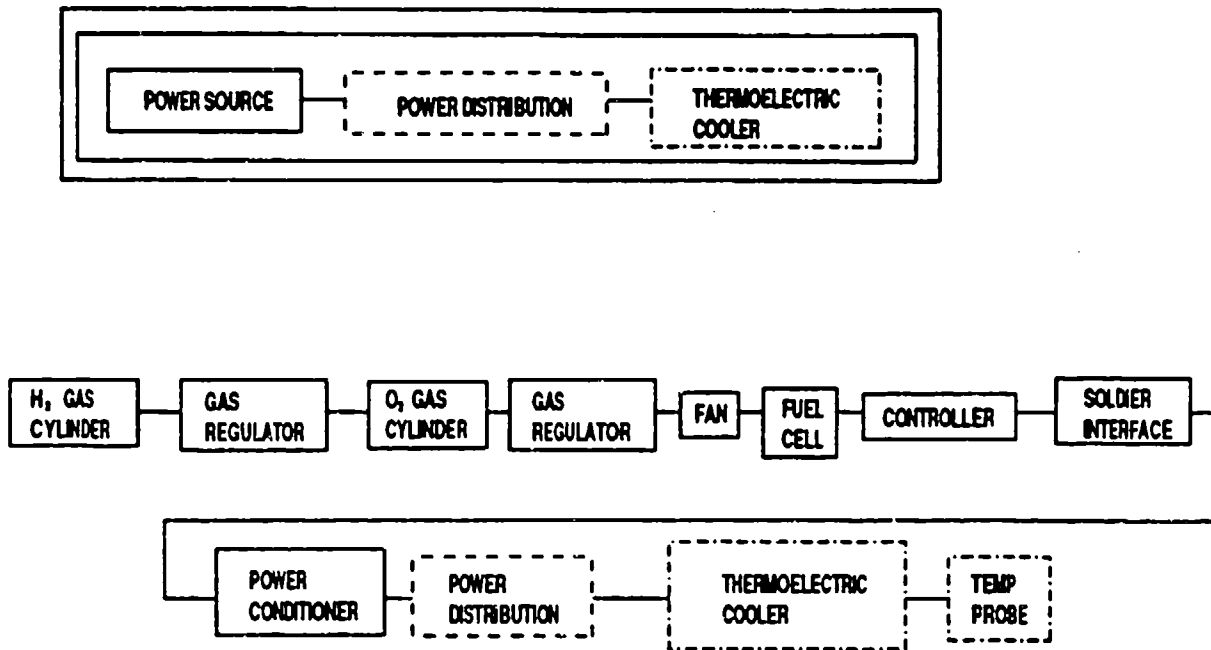 POWER SOURCE
POWER DISTRIBUTION
THERMOELECTRIC
COOLER
H₂ GAS
CYLINDER
GAS
REGULATOR
O₂ GAS
CYLINDER
GAS
REGULATOR
FAN
FUEL
CELL
CONTROLLER
SOLDIER
INTERFACE
POWER
CONDITIONER
POWER
DISTRIBUTION
THERMOELECTRIC
COOLER
TEMP
PROBE